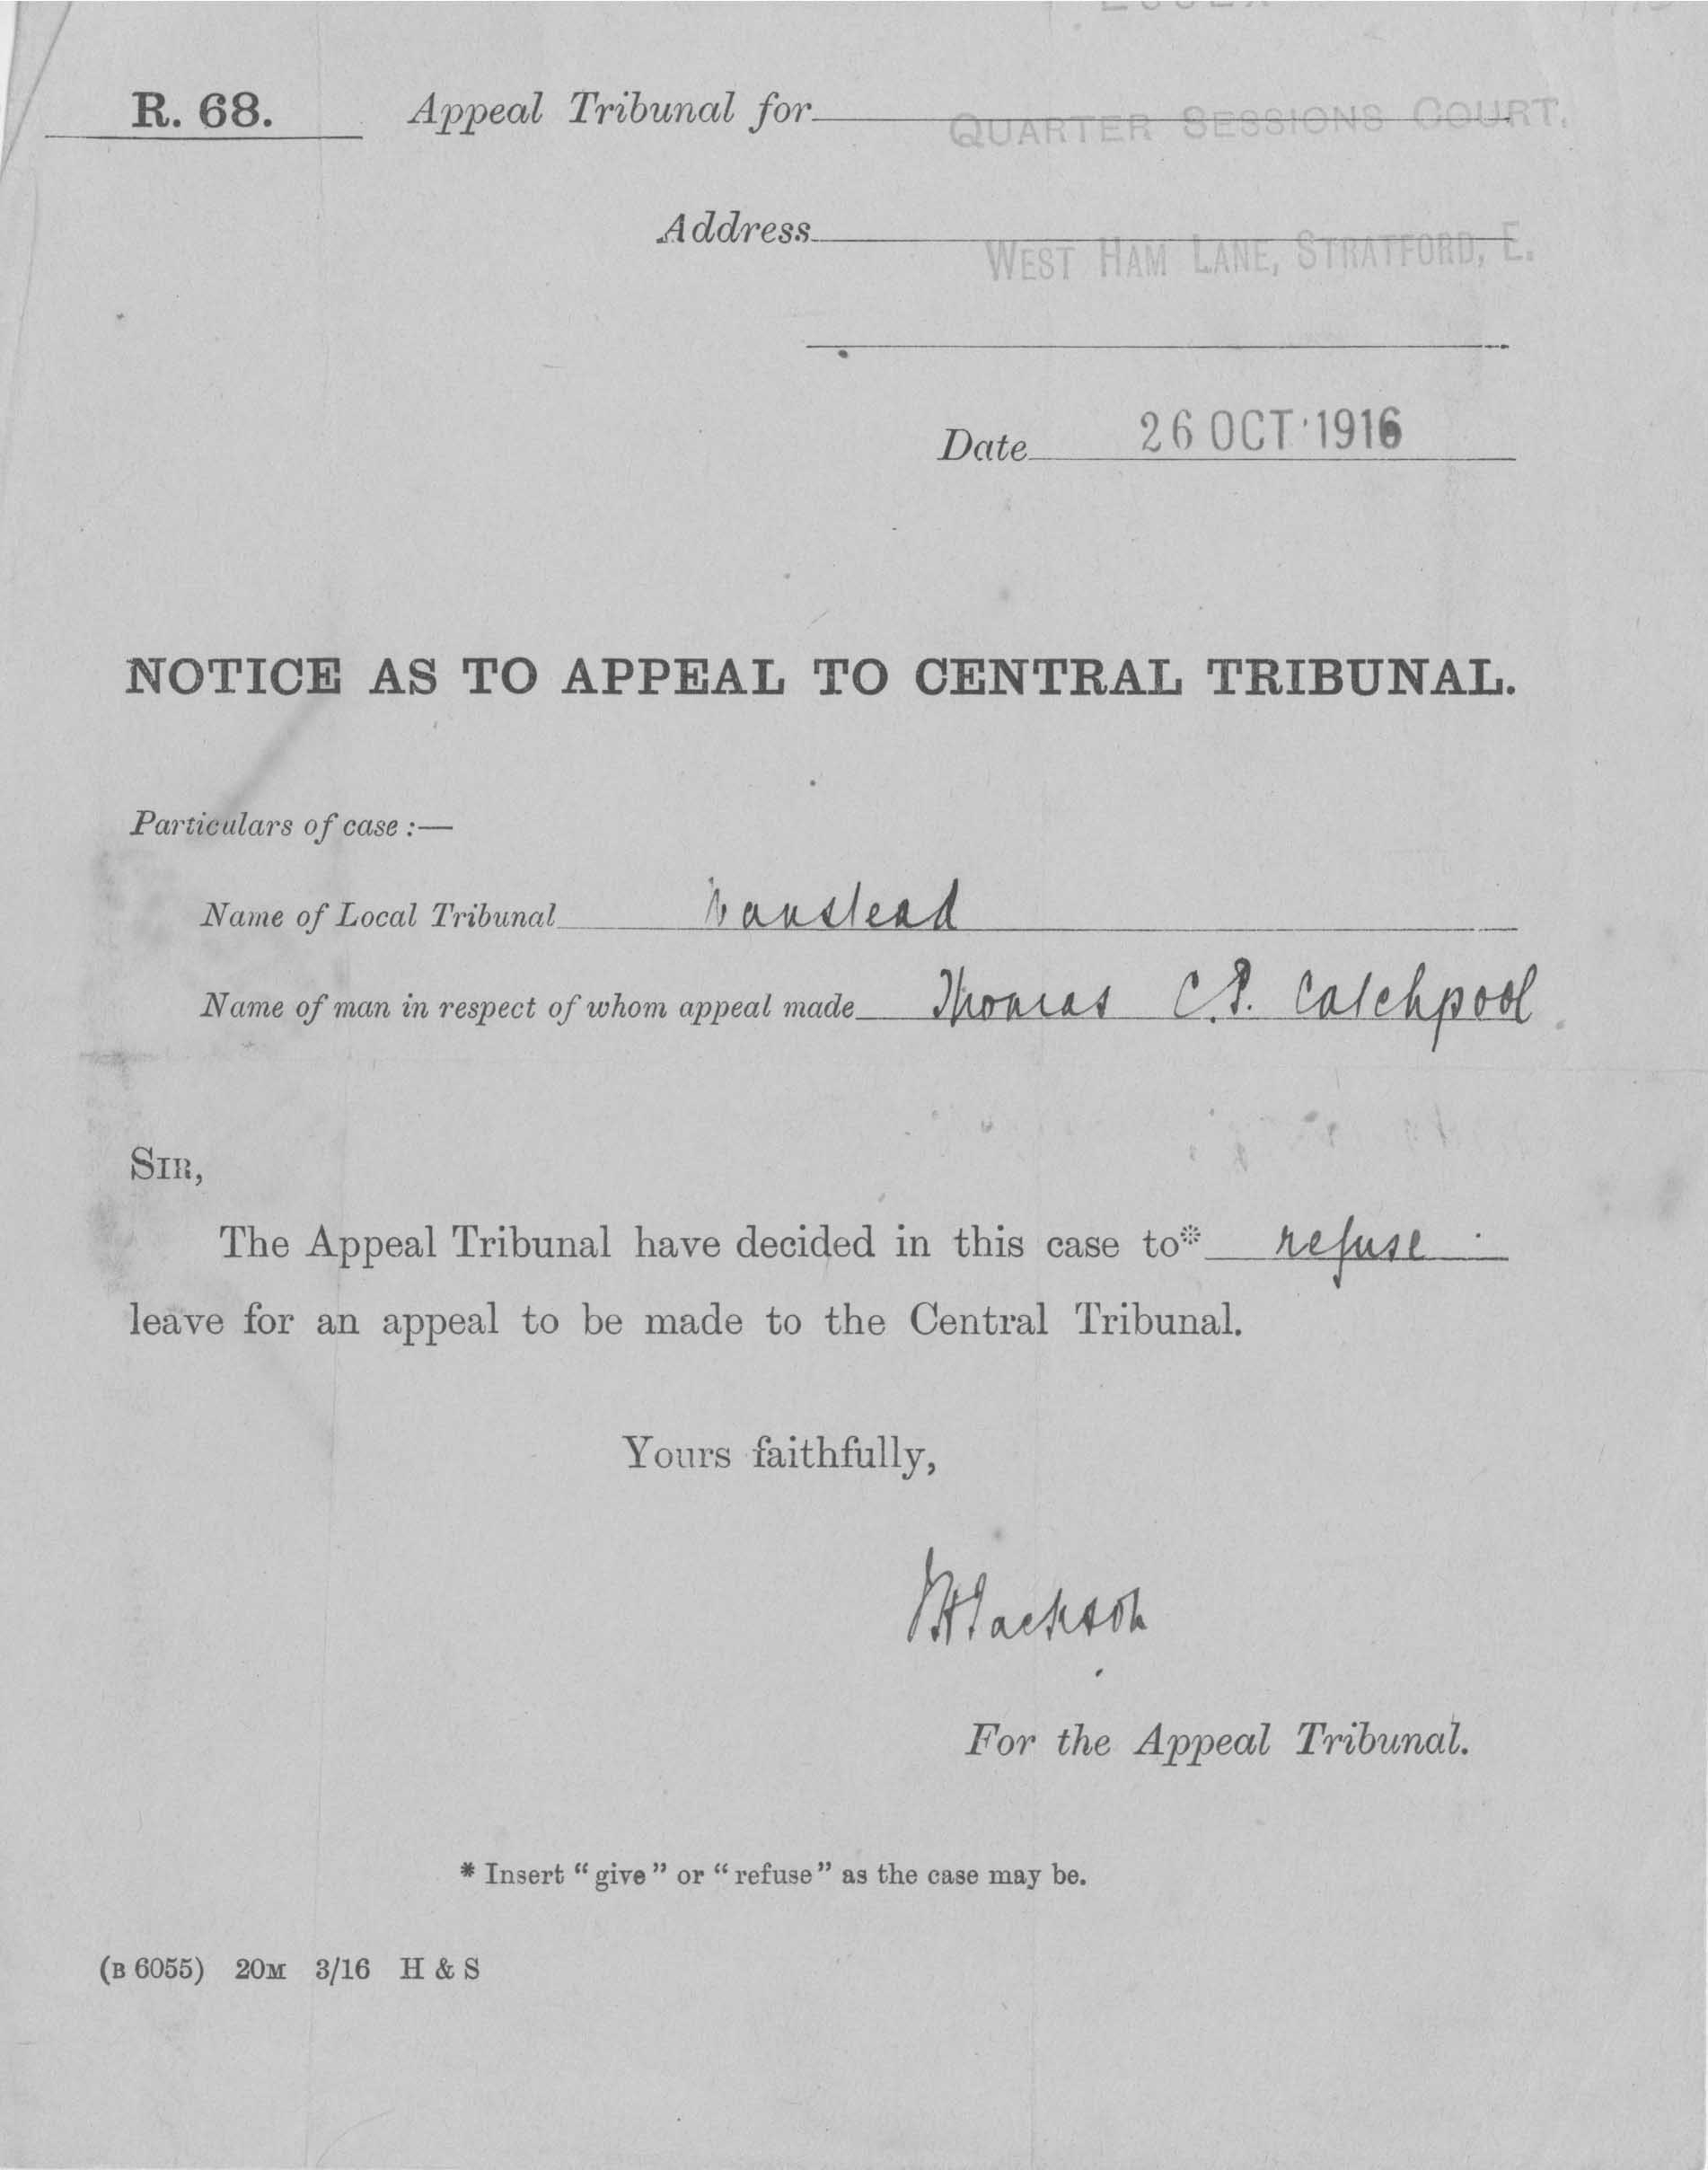 R. 68. Appeal Tribunal for QUARTER SESSIONS COURT.
Address WEST HAM LANE, STRATFORD, E.
Date 26 OCT 1916
NOTICE AS TO APPEAL TO CENTRAL TRIBUNAL.
Particulars of case :—
Name of Local Tribunal Wanstead
Name of man in respect of whom appeal made Thomas C.P. Catchpool
SIR,
The Appeal Tribunal have decided in this case to* refuse
leave for an appeal to be made to the Central Tribunal.
Yours faithfully,
Jackson
For the Appeal Tribunal.
* Insert “give” or “refuse” as the case may be.
(B 6055) 20M 3/16 H & S